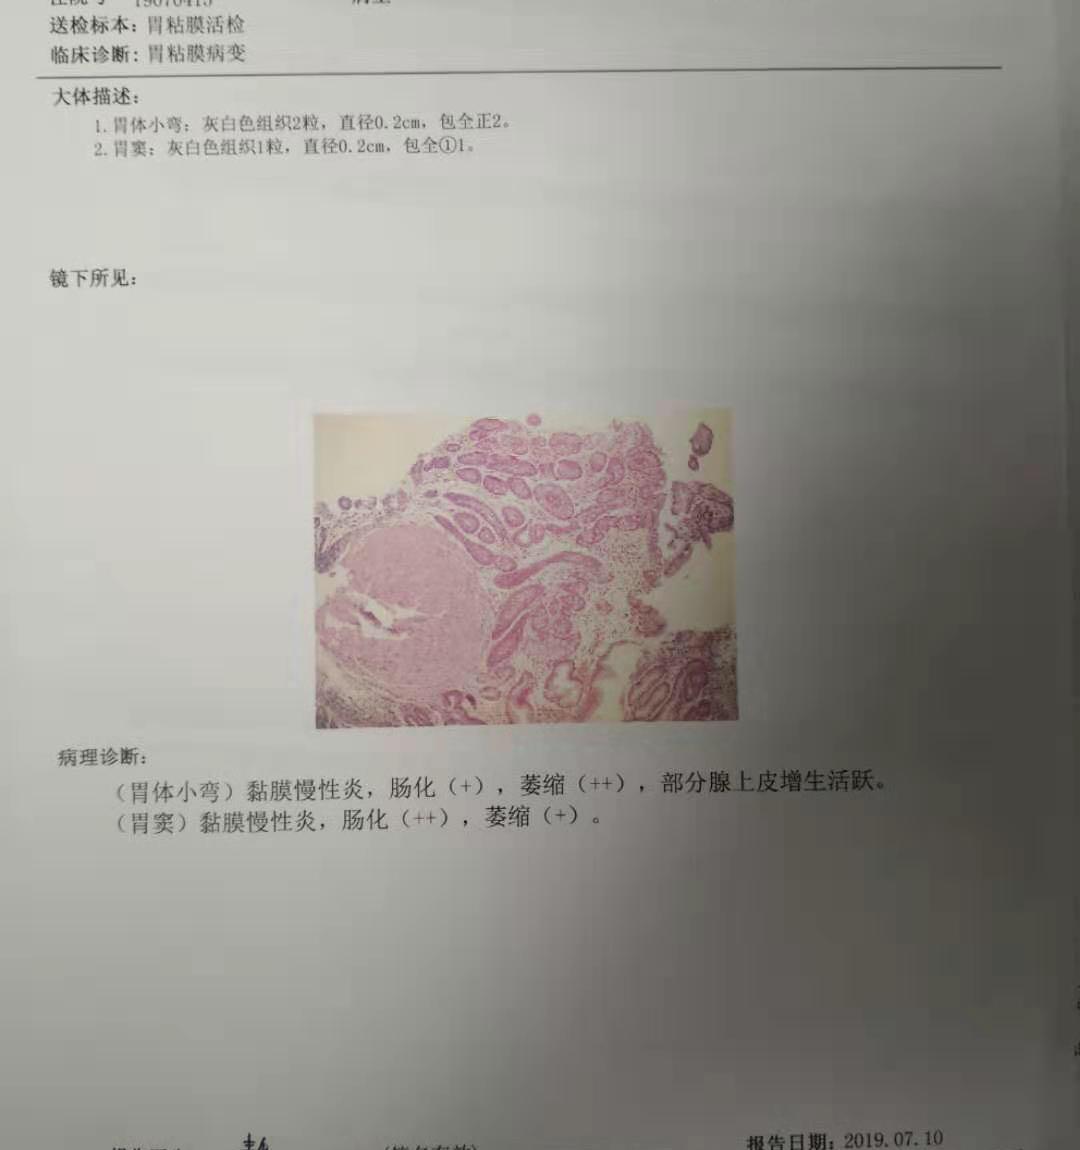 19070415
送检标本：胃粘膜活检
临床诊断：胃粘膜病变
大体描述：
1. 胃体小弯：灰白色组织2粒，直径0.2cm，包全正2。
2. 胃窦：灰白色组织1粒，直径0.2cm，包全①1。
镜下所见：
病理诊断：
（胃体小弯）黏膜慢性炎，肠化（+），萎缩（++），部分腺上皮增生活跃。
（胃窦）黏膜慢性炎，肠化（++），萎缩（+）。
报告日期：2019.07.10